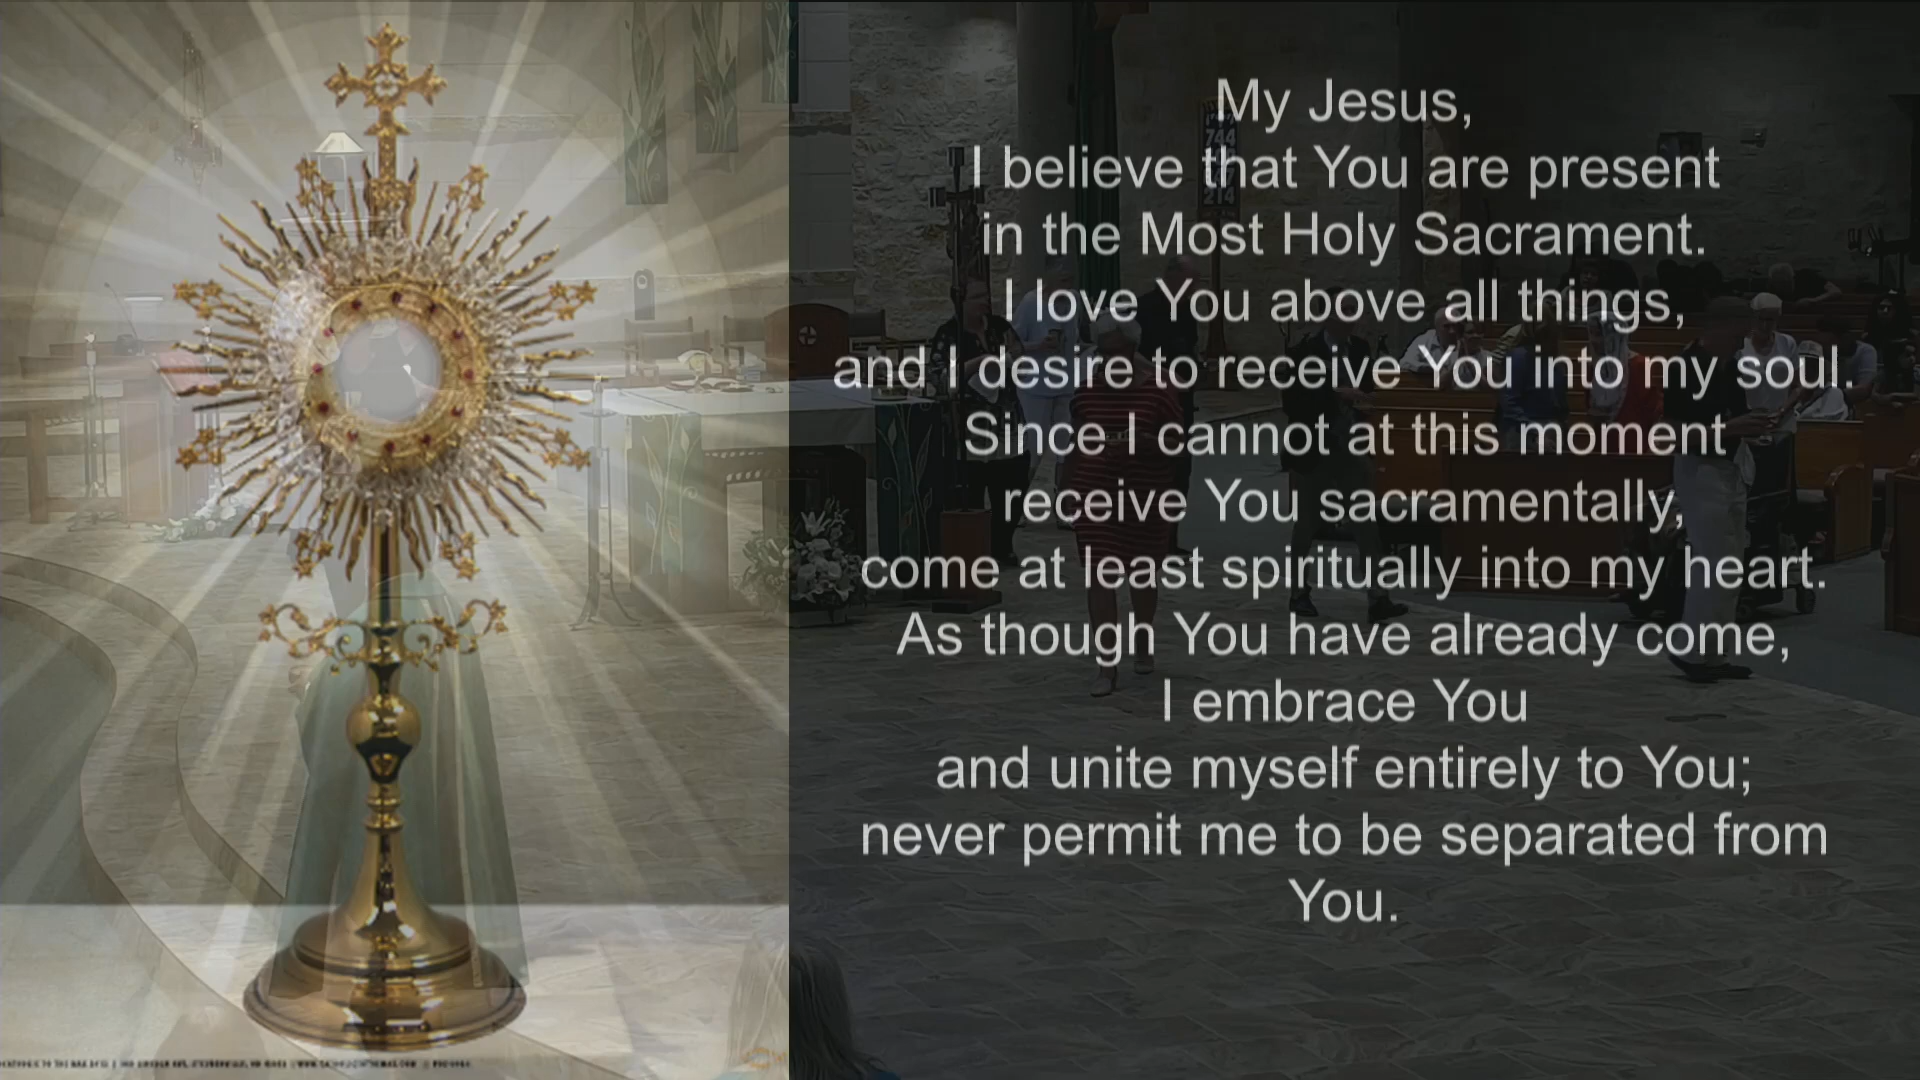 My Jesus,
I believe that You are present
in the Most Holy Sacrament.
I love You above all things,
and I desire to receive You into my soul.
Since I cannot at this moment
receive You sacramentally,
come at least spiritually into my heart.
As though You have already come,
I embrace You
and unite myself entirely to You;
never permit me to be separated from
You.
744
214